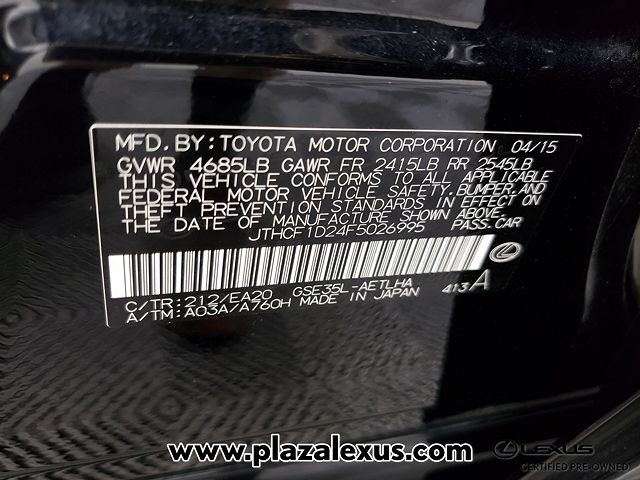 MFD.BY:TOYOTA MOTOR CORPORATION 04/15
GVWR 4685LB GAWR FR 2415LB RR 2545LB
THIS VEHICLE CONFORMS TO ALL APPLICABLE
FEDERAL MOTOR VEHICLE SAFETY,BUMPER,AND
THEFT PREVENTION STANDARDS IN EFFECT ON
THE DATE OF MANUFACTURE SHOWN ABOVE.
JTHCF1D24F5026995 PASS.CAR
C/TR:212/EA20 GSE35L-AETLHA 413A
A/TM:A03A/A760H MADE IN JAPAN
www.plazalexus.com
LEXUS
CERTIFIED PRE-OWNED